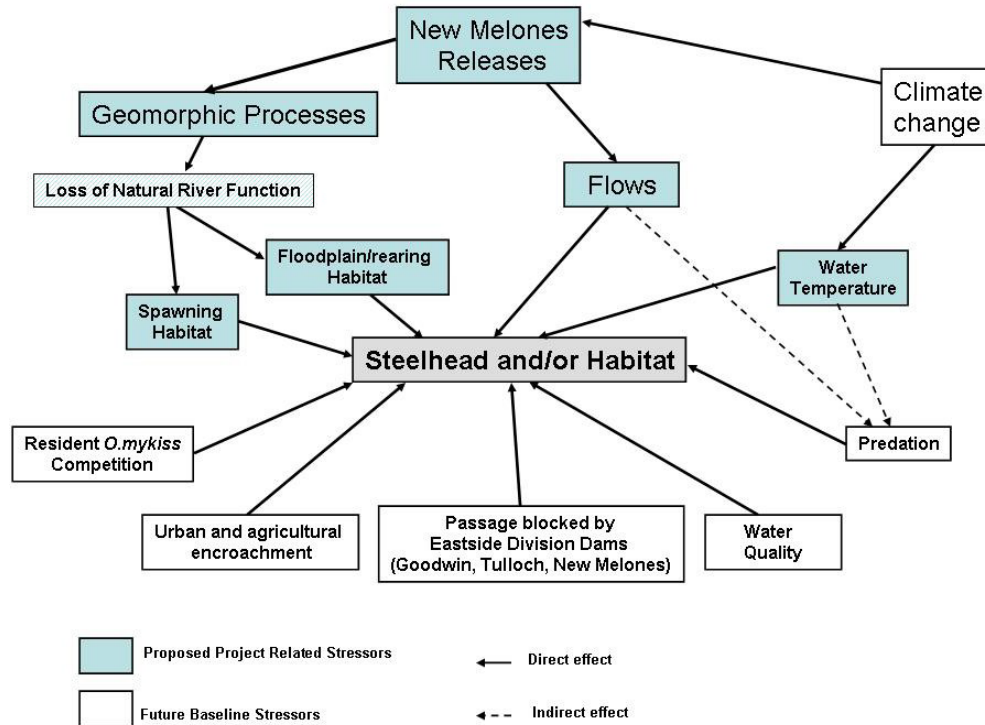 New Melones
Releases
Climate
change
Geomorphic Processes
Flows
Loss of Natural River Function
Floodplain/rearing
Habitat
Water
Temperature
Spawning
Habitat
Steelhead and/or Habitat
Resident O.mykiss
Competition
Predation
Urban and agricultural
encroachment
Passage blocked by
Eastside Division Dams
(Goodwin, Tulloch, New Melones)
Water
Quality
Proposed Project Related Stressors
Direct effect
Future Baseline Stressors
Indirect effect